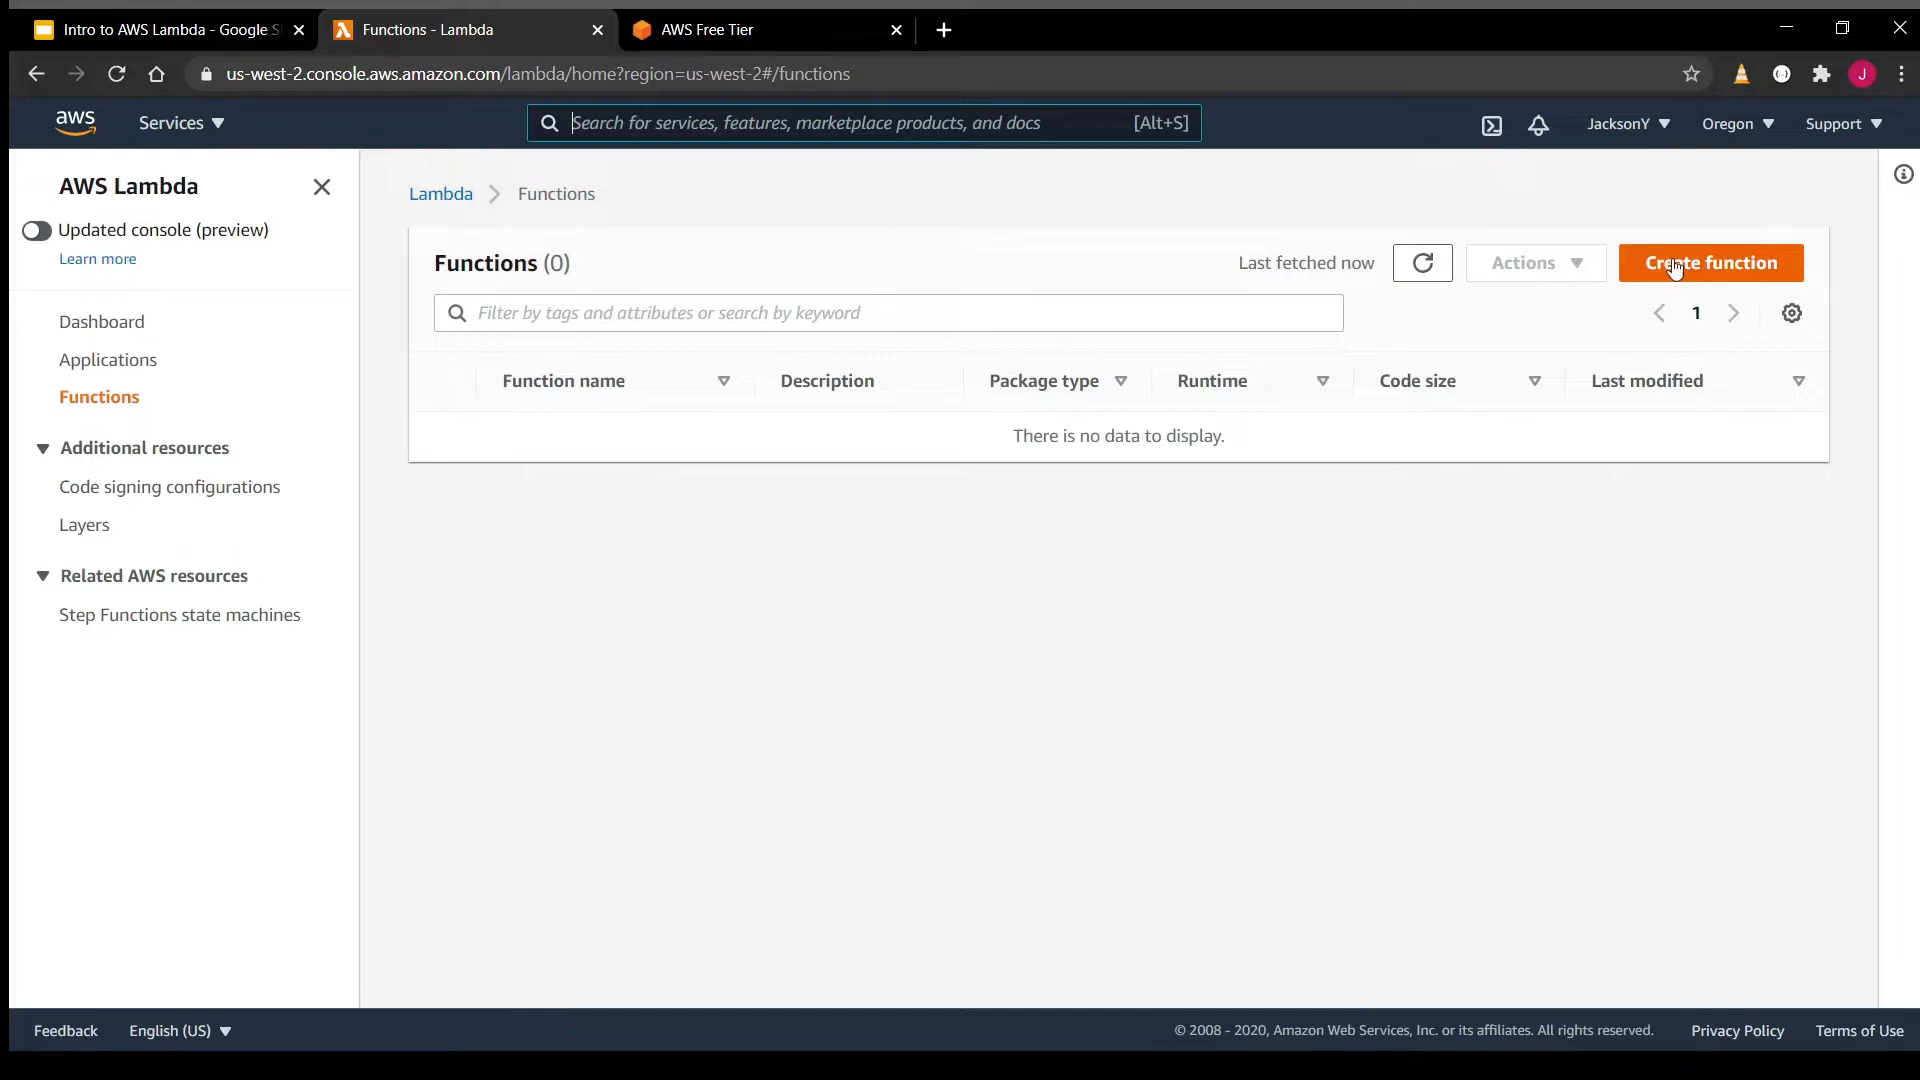 Intro to AWS Lambda - Google S
Functions - Lambda
AWS Free Tier
us-west-2.console.aws.amazon.com/lambda/home?region=us-west-2#/functions
J
aws
Services
Search for services, features, marketplace products, and docs
[Alt+S]
JacksonY
Oregon
Support
AWS Lambda
Updated console (preview)
Learn more
Dashboard
Applications
Functions
Additional resources
Code signing configurations
Layers
Related AWS resources
Step Functions state machines
Lambda
Functions
Functions (0)
Last fetched now
Actions
Create function
Filter by tags and attributes or search by keyword
1
Function name
Description
Package type
Runtime
Code size
Last modified
There is no data to display.
Feedback
English (US)
© 2008 - 2020, Amazon Web Services, Inc. or its affiliates. All rights reserved.
Privacy Policy
Terms of Use